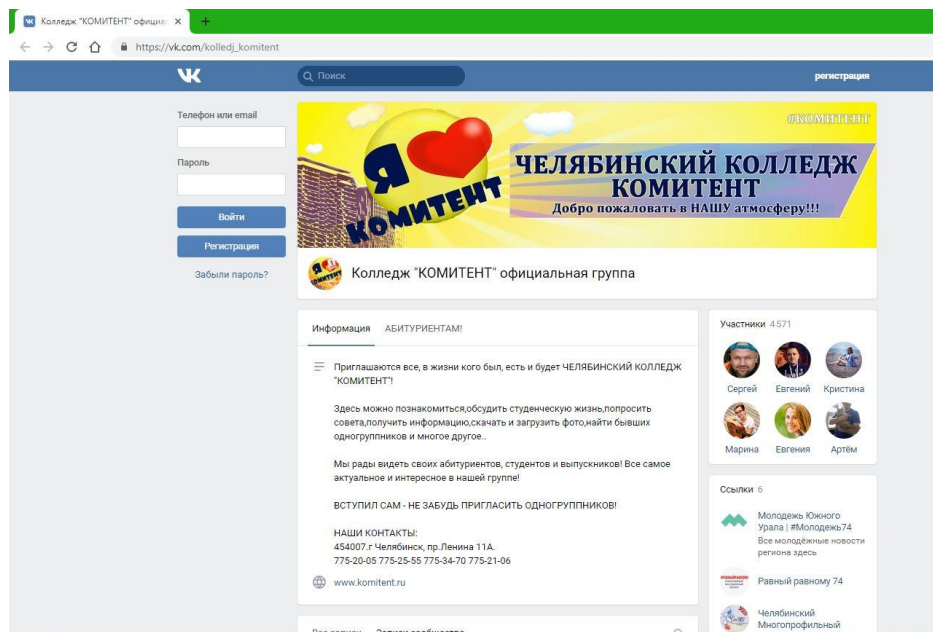 Колледж "КОМИТЕНТ" официал
https://vk.com/kolledj_komitent
Поиск
регистрация
Телефон или email
Пароль
Войти
Регистрация
Забыли пароль?
#КОМИТЕНТ
Я
КОМИТЕНТ
ЧЕЛЯБИНСКИЙ КОЛЛЕДЖ
КОМИТЕНТ
Добро пожаловать в НАШУ атмосферу!!!
Колледж "КОМИТЕНТ" официальная группа
Информация АБИТУРИЕНТАМ!
Приглашаются все, в жизни кого был, есть и будет ЧЕЛЯБИНСКИЙ КОЛЛЕДЖ
"КОМИТЕНТ"!
Здесь можно познакомиться,обсудить студенческую жизнь,попросить
совета,получить информацию,скачать и загрузить фото,найти бывших
одногруппников и многое другое..
Мы рады видеть своих абитуриентов, студентов и выпускников! Все самое
актуальное и интересное в нашей группе!
ВСТУПИЛ САМ - НЕ ЗАБУДЬ ПРИГЛАСИТЬ ОДНОГРУППНИКОВ!
НАШИ КОНТАКТЫ:
454007.г Челябинск, пр.Ленина 11А.
775-20-05 775-25-55 775-34-70 775-21-06
www.komitent.ru
Все записи Записи сообщества
Участники 4 571
Сергей Евгений Кристина
Марина Евгения Артём
Ссылки 6
Молодежь Южного
Урала | #Молодежь74
Все молодёжные новости
региона здесь
Равный равному 74
Челябинский
Многопрофильный